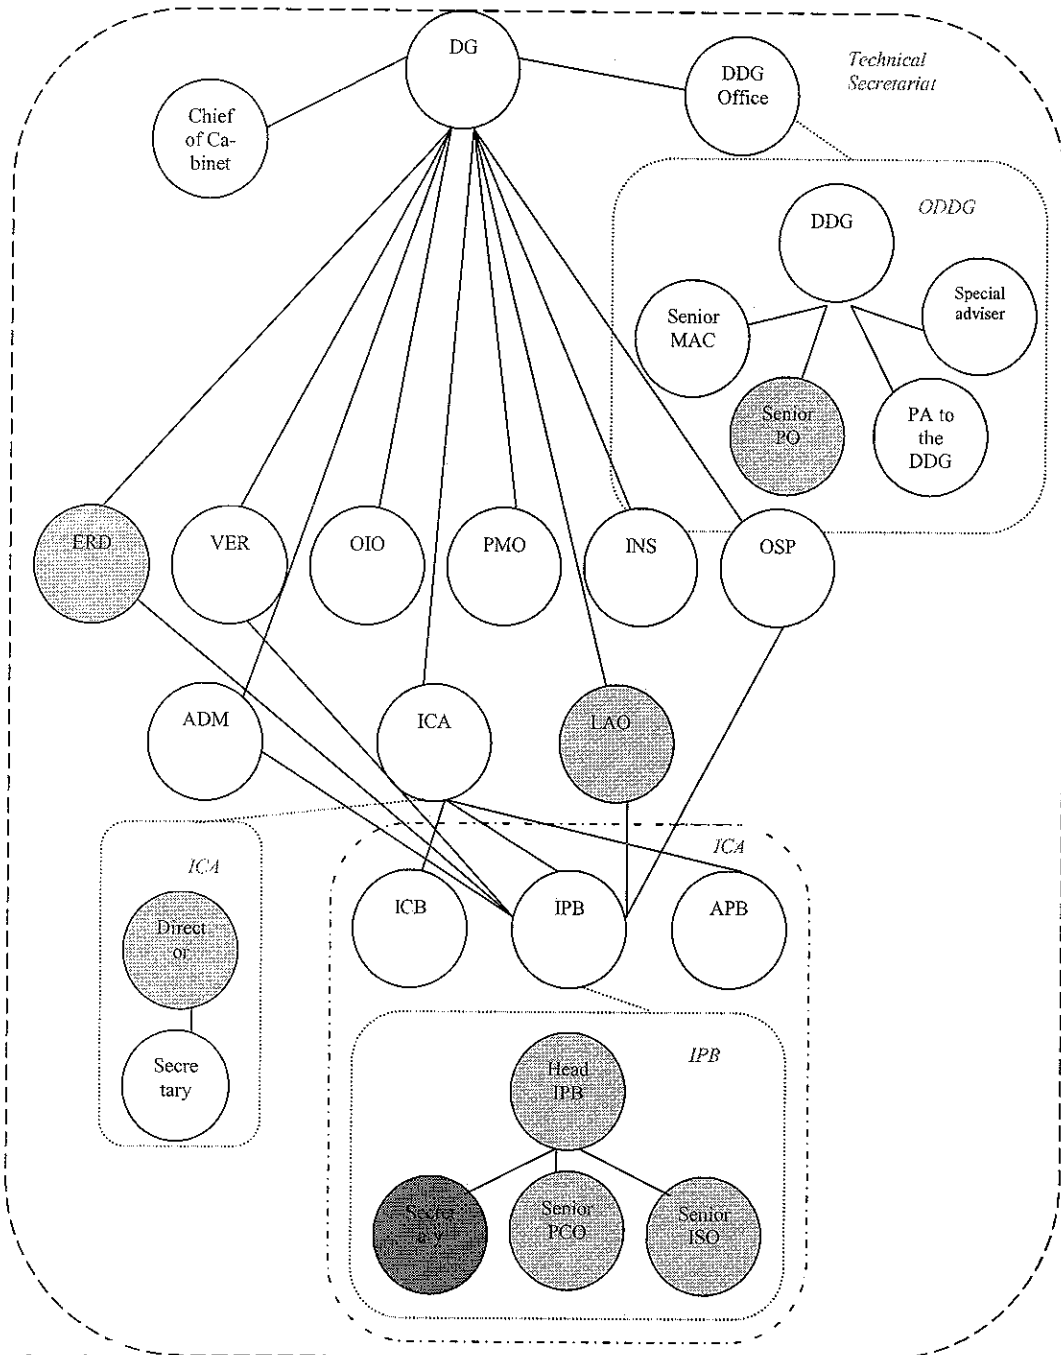 DG
Technical
Secretariat
DDG
Office
Chief
of Ca-
binet
ODDG
DDG
Special
adviser
Senior
MAC
Senior
PO
PA to
the
DDG
ERD
VER
OIO
PMO
INS
OSP
ADM
ICA
LAO
ICA
ICA
ICB
IPB
APB
Direct
or
Secre
tary
IPB
Head
IPB
Secret
ary
Senior
PCO
Senior
ISO